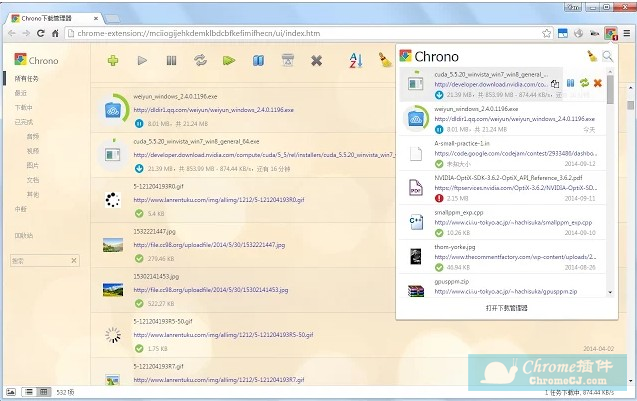 Chrono下载管理器
Yan
chrome-extension://mciiogijehkdemklbdcbfkefimifhecn/ui/index.htm
Chrono
所有任务
最近
下载中
已完成
音频
视频
图片
文档
其他
中断
回收站
搜索
weiyun_windows_2.4.0.1196.exe
http://dldir1.qq.com/weiyun/weiyun_windows_2.4.0.1196.exe
8.01 MB，共 21.24 MB
cuda_5.5.20_winvista_win7_win8_general_64.exe
http://developer.download.nvidia.com/compute/cuda/5_5/rel/installers/cuda_5.5.20_winvista_win7
21.39 MB，共 853.99 MB - 874.44 KB/s，还有 16 分钟
5-121204193R0.gif
http://www.lanrentuku.com/img/allimg/1212/5-121204193R0.gif
5.4 KB
1532221447.jpg
http://file.cc98.org/uploadfile/2014/5/30/1532221447.jpg
279.46 KB
15302141453.jpg
http://file.cc98.org/uploadfile/2014/5/30/15302141453.jpg
522.27 KB
5-121204193R5-50.gif
http://www.lanrentuku.com/img/allimg/1212/5-121204193R5-50.gif
1.75 KB
2014-04-02
5-121204193R7.gif
http://www.lanrentuku.com/img/allimg/1212/5-121204193R7.gif
Chrono
cuda_5.5.20_winvista_win7_win8_general_...
http://developer.download.nvidia.com/co...
21.39 MB，共 853.99 MB - 874.44 KB/s，还
weiyun_windows_2.4.0.1196.exe
http://dldir1.qq.com/weiyun/weiyun_windows_2.4.0.1196.exe
8.01 MB，共 21.24 MB
今天
A-small-practice-1.in
https://code.google.com/codejam/contest/2933486/dashbo...
未知大小
2014-09-12
NVIDIA-OptiX-SDK-3.6.2-OptiX_API_Reference_3.6.2.pdf
https://ftpservices.nvidia.com/OptiX-3.6.2/NVIDIA-OptiX-SD...
2.15 MB
2014-09-11
smallppm_exp.cpp
http://www.ci.i.u-tokyo.ac.jp/~hachisuka/smallppm_exp.cpp
10.26 KB
2014-09-10
thom-yorke.jpg
http://www.thecommentfactory.com/wp-content/uploads/2...
46.94 KB
2014-08-26
gpusppm.zip
http://www.ci.i.u-tokyo.ac.jp/~hachisuka/gpusppm.zip
打开下载管理器
Chrome插件
ChromeCJ.com
532 项
1 任务下载中，874.44 KB/s